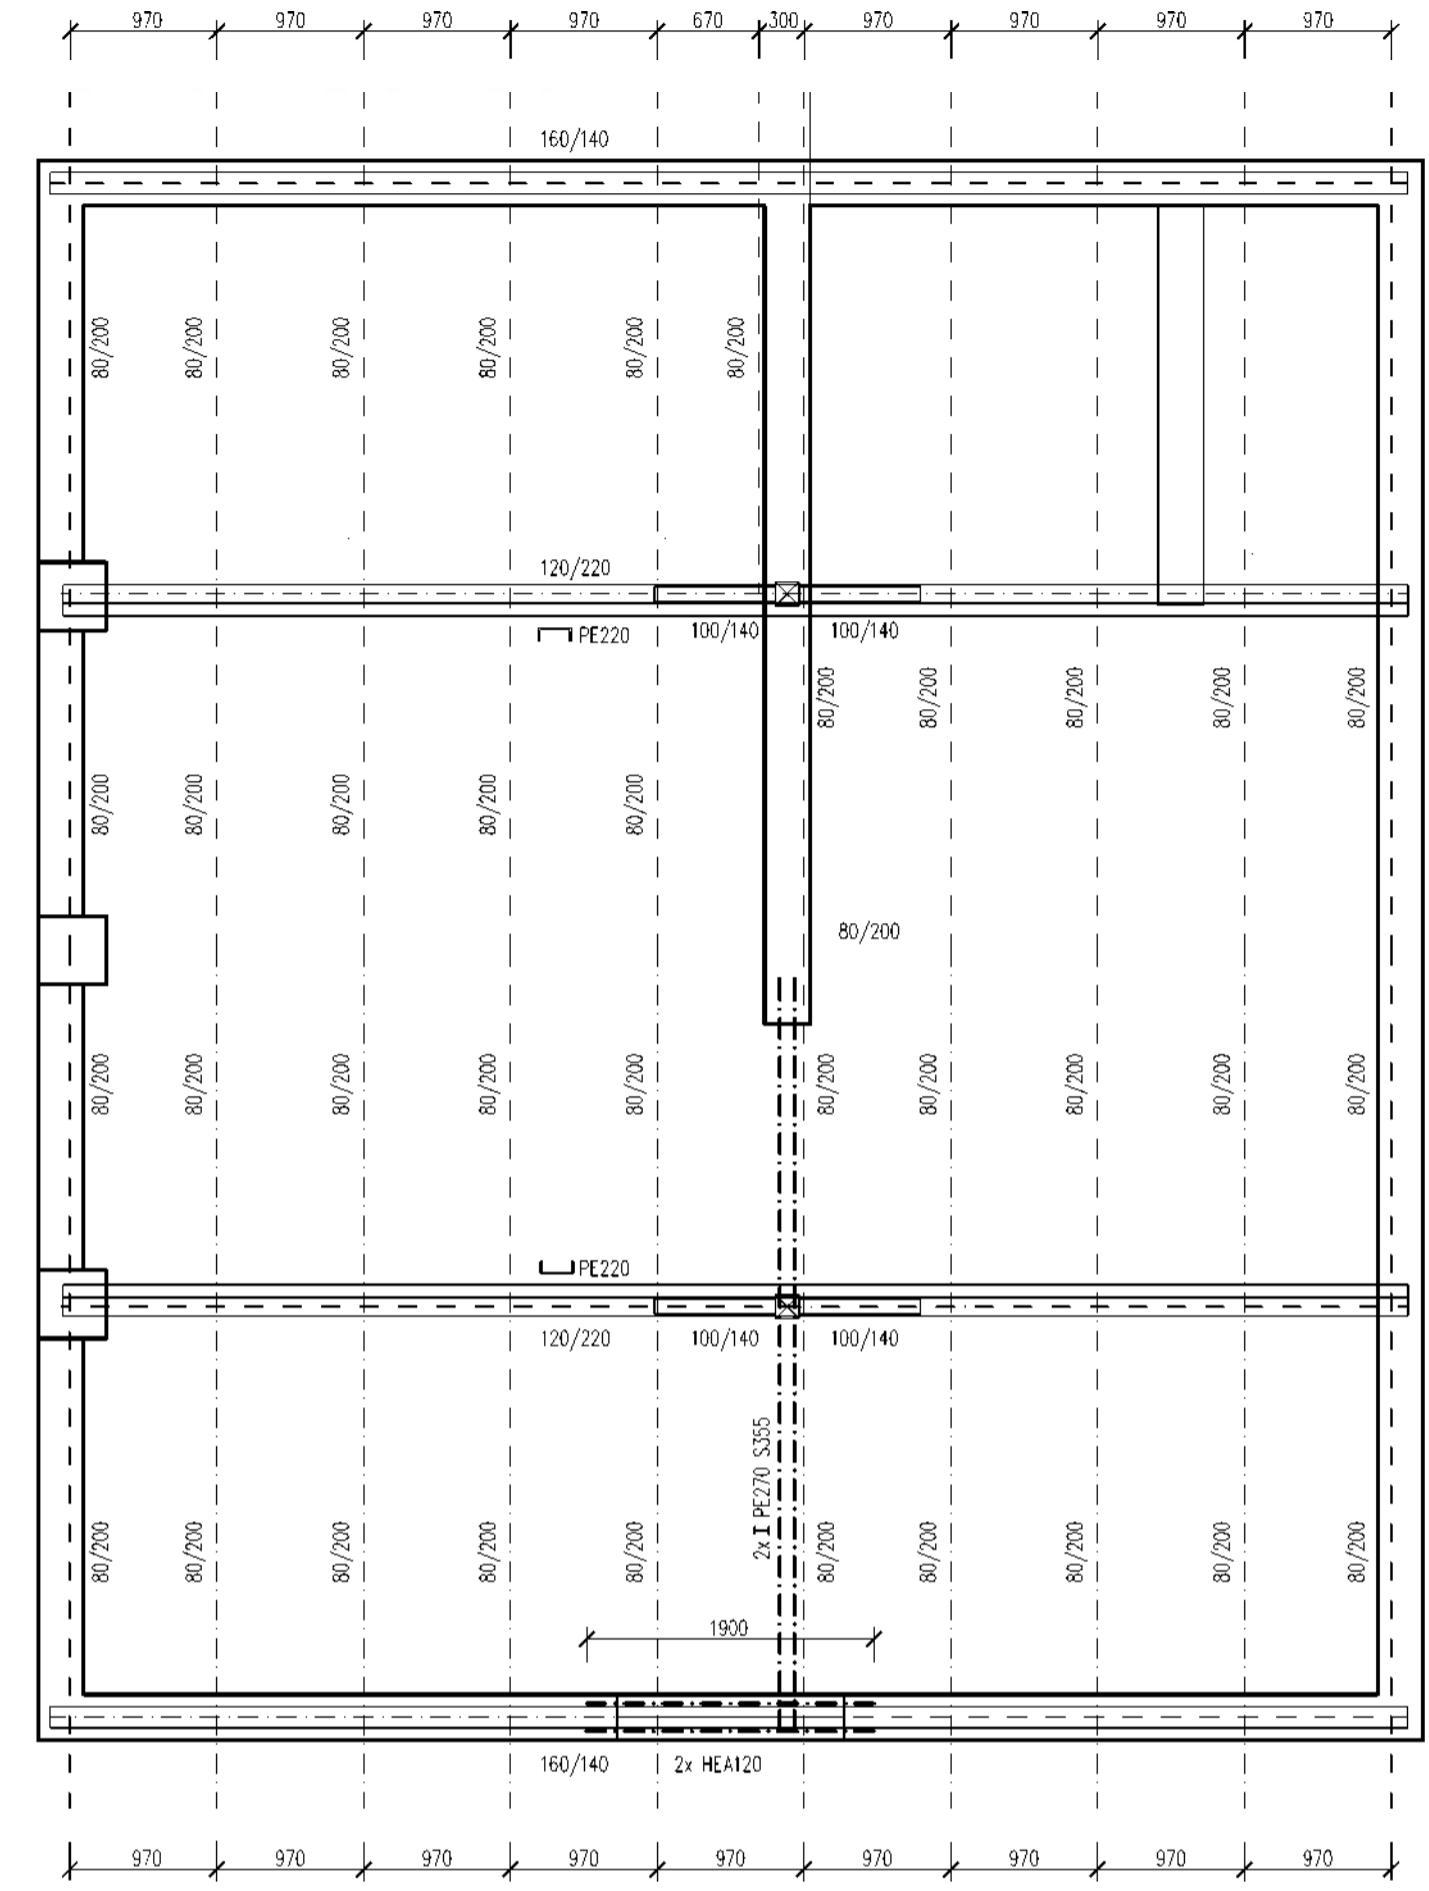 970 970 970 970 670 300 970 970 970 970
160/140
80/200 80/200 80/200 80/200 80/200 80/200
120/220
PE220
100/140 100/140
80/200 80/200 80/200 80/200 80/200
80/200 80/200 80/200 80/200 80/200
80/200
80/200 80/200 80/200 80/200 80/200 80/200 80/200 80/200 80/200 80/200
PE220
120/220 100/140 100/140
2x I PE270 S355
80/200 80/200 80/200 80/200 80/200 80/200 80/200 80/200 80/200 80/200
1900
160/140 2x HEA120
970 970 970 970 970 970 970 970 970